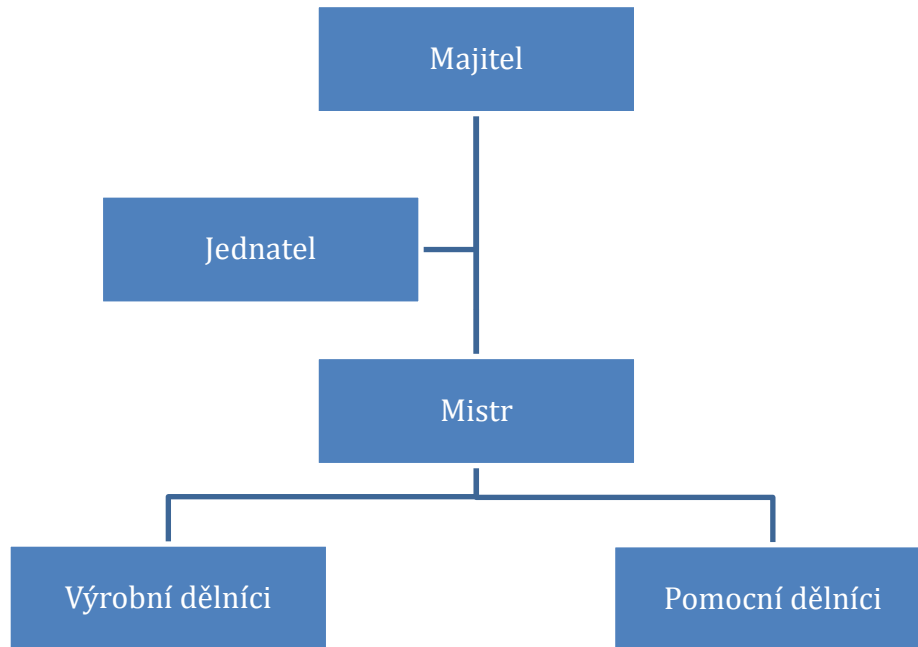 Majitel
Jednatel
Mistr
Výrobní dělníci
Pomocní dělníci